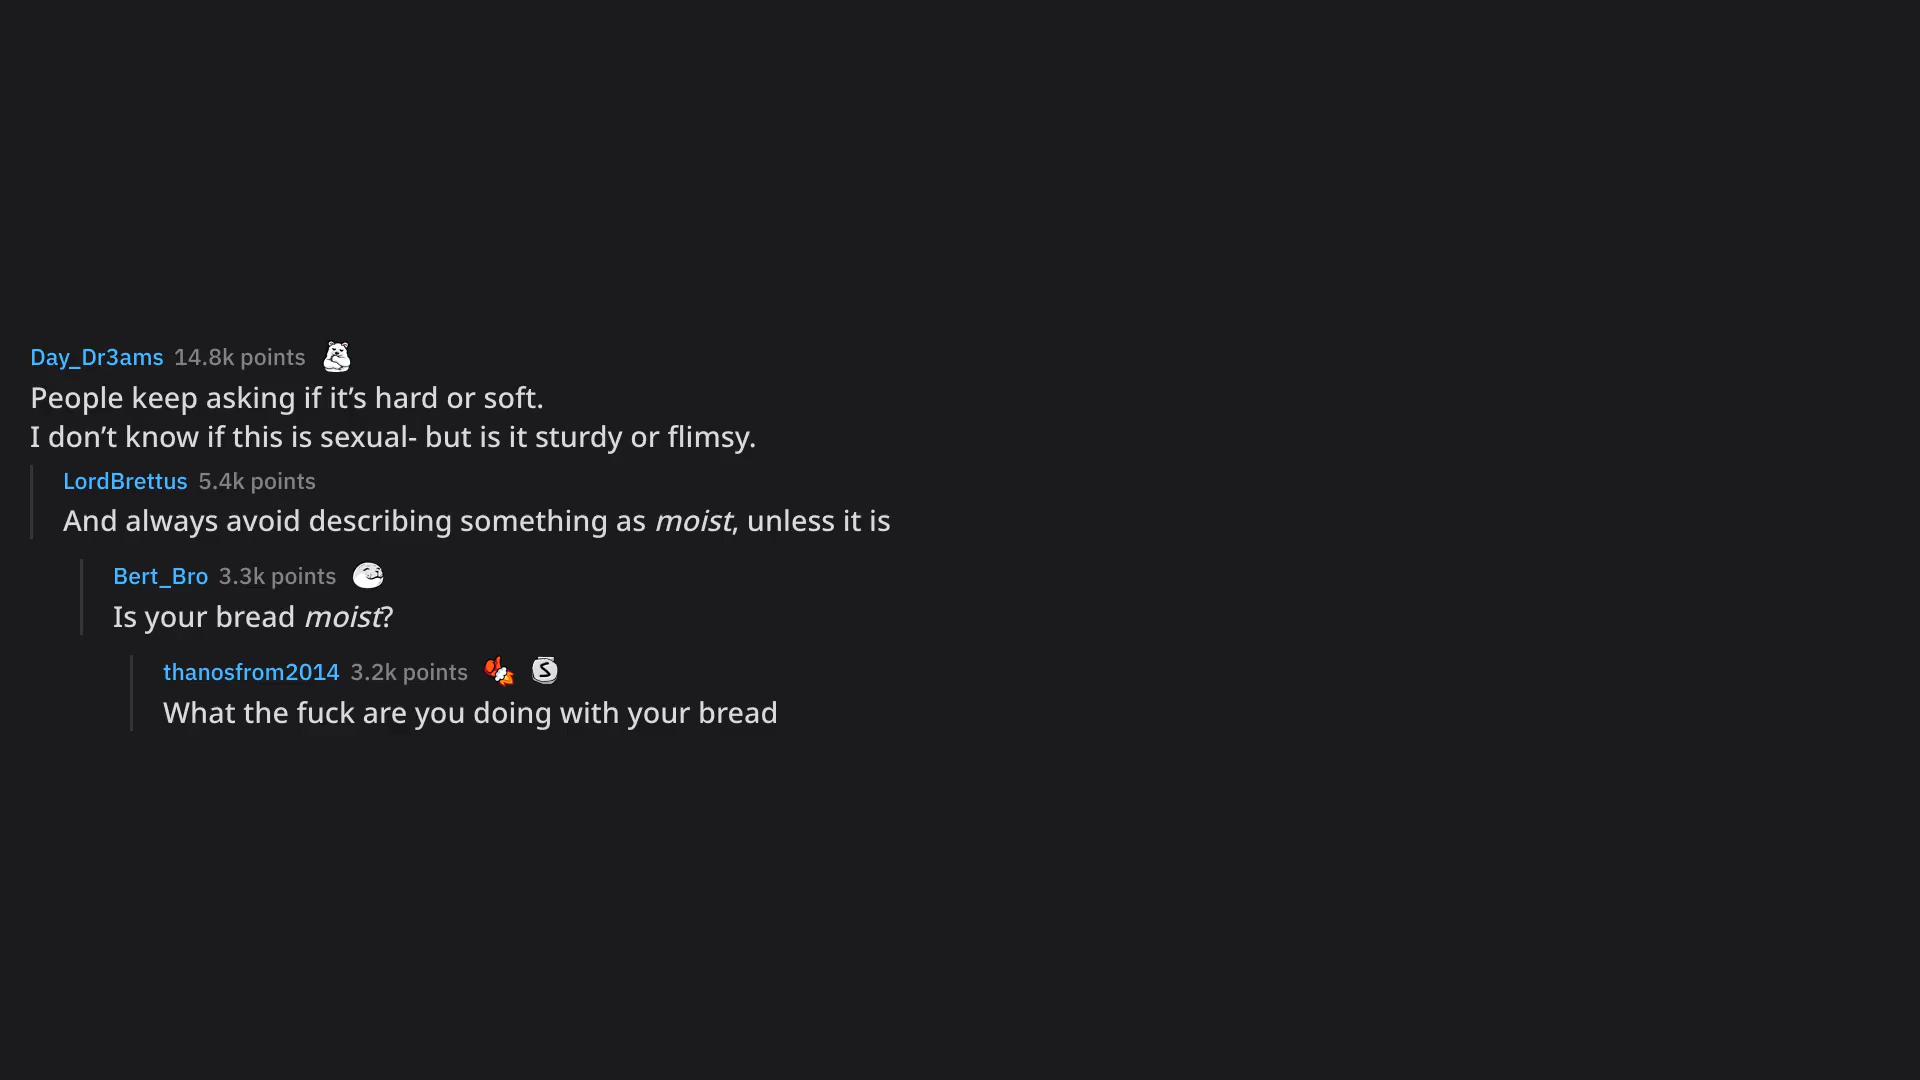 Day_Dr3ams 14.8k points
People keep asking if it’s hard or soft.
I don’t know if this is sexual- but is it sturdy or flimsy.
LordBrettus 5.4k points
And always avoid describing something as moist, unless it is
Bert_Bro 3.3k points
Is your bread moist?
thanosfrom2014 3.2k points S
What the fuck are you doing with your bread